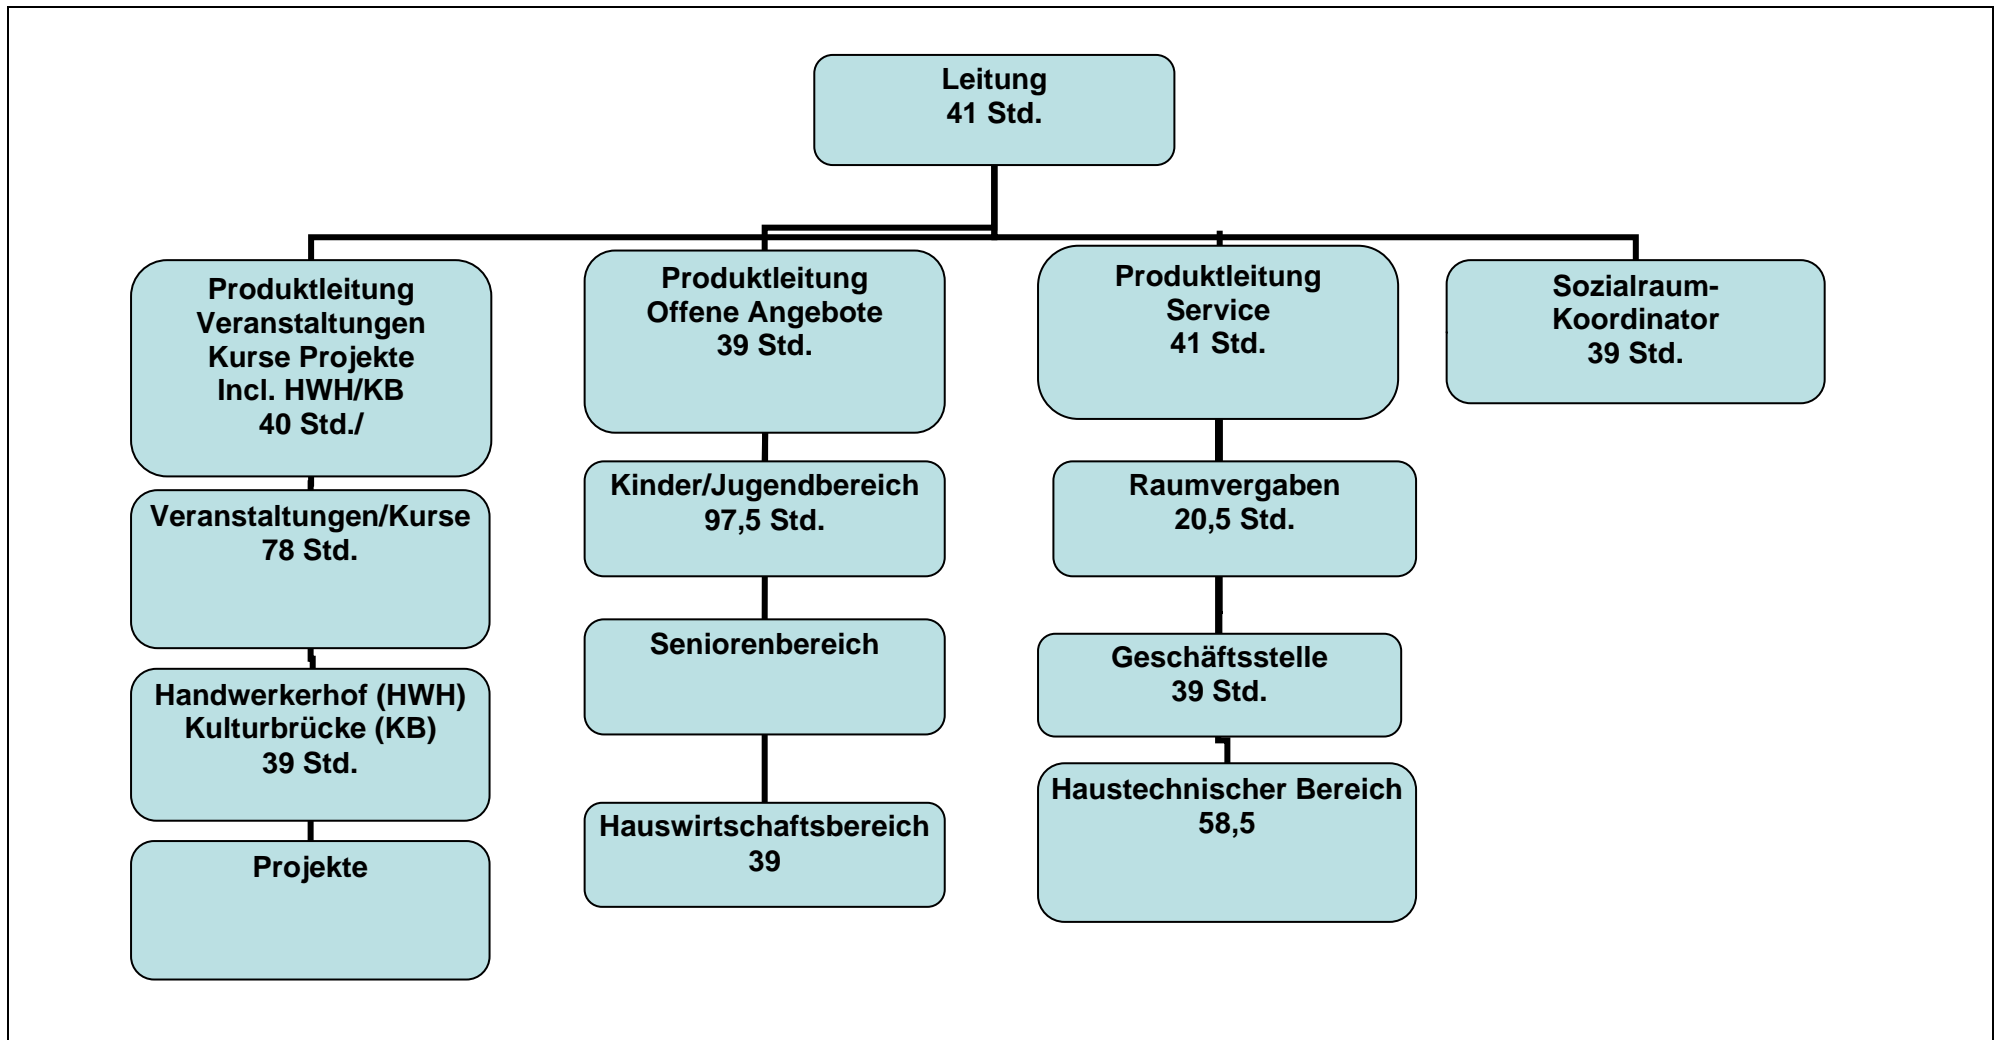 Leitung
41 Std.
Produktleitung
Veranstaltungen
Kurse Projekte
Incl. HWH/KB
40 Std./
Produktleitung
Offene Angebote
39 Std.
Produktleitung
Service
41 Std.
Sozialraum-
Koordinator
39 Std.
Veranstaltungen/Kurse
78 Std.
Kinder/Jugendbereich
97,5 Std.
Raumvergaben
20,5 Std.
Handwerkerhof (HWH)
Kulturbrücke (KB)
39 Std.
Seniorenbereich
Geschäftsstelle
39 Std.
Projekte
Hauswirtschaftsbereich
39
Haustechnischer Bereich
58,5